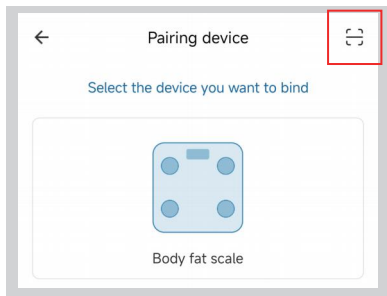 Pairing device
Select the device you want to bind
Body fat scale